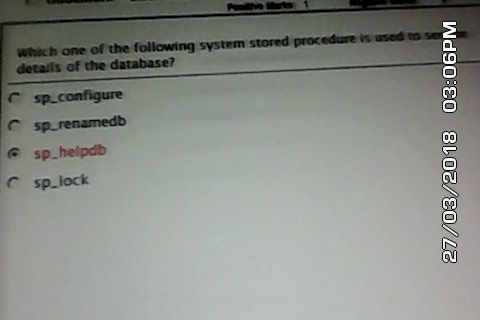 Positive Marks: 1
Which one of the following system stored procedure is used to see the
details of the database?
sp_configure
sp_renamedb
sp_helpdb
sp_lock
27/03/2018 03:06PM